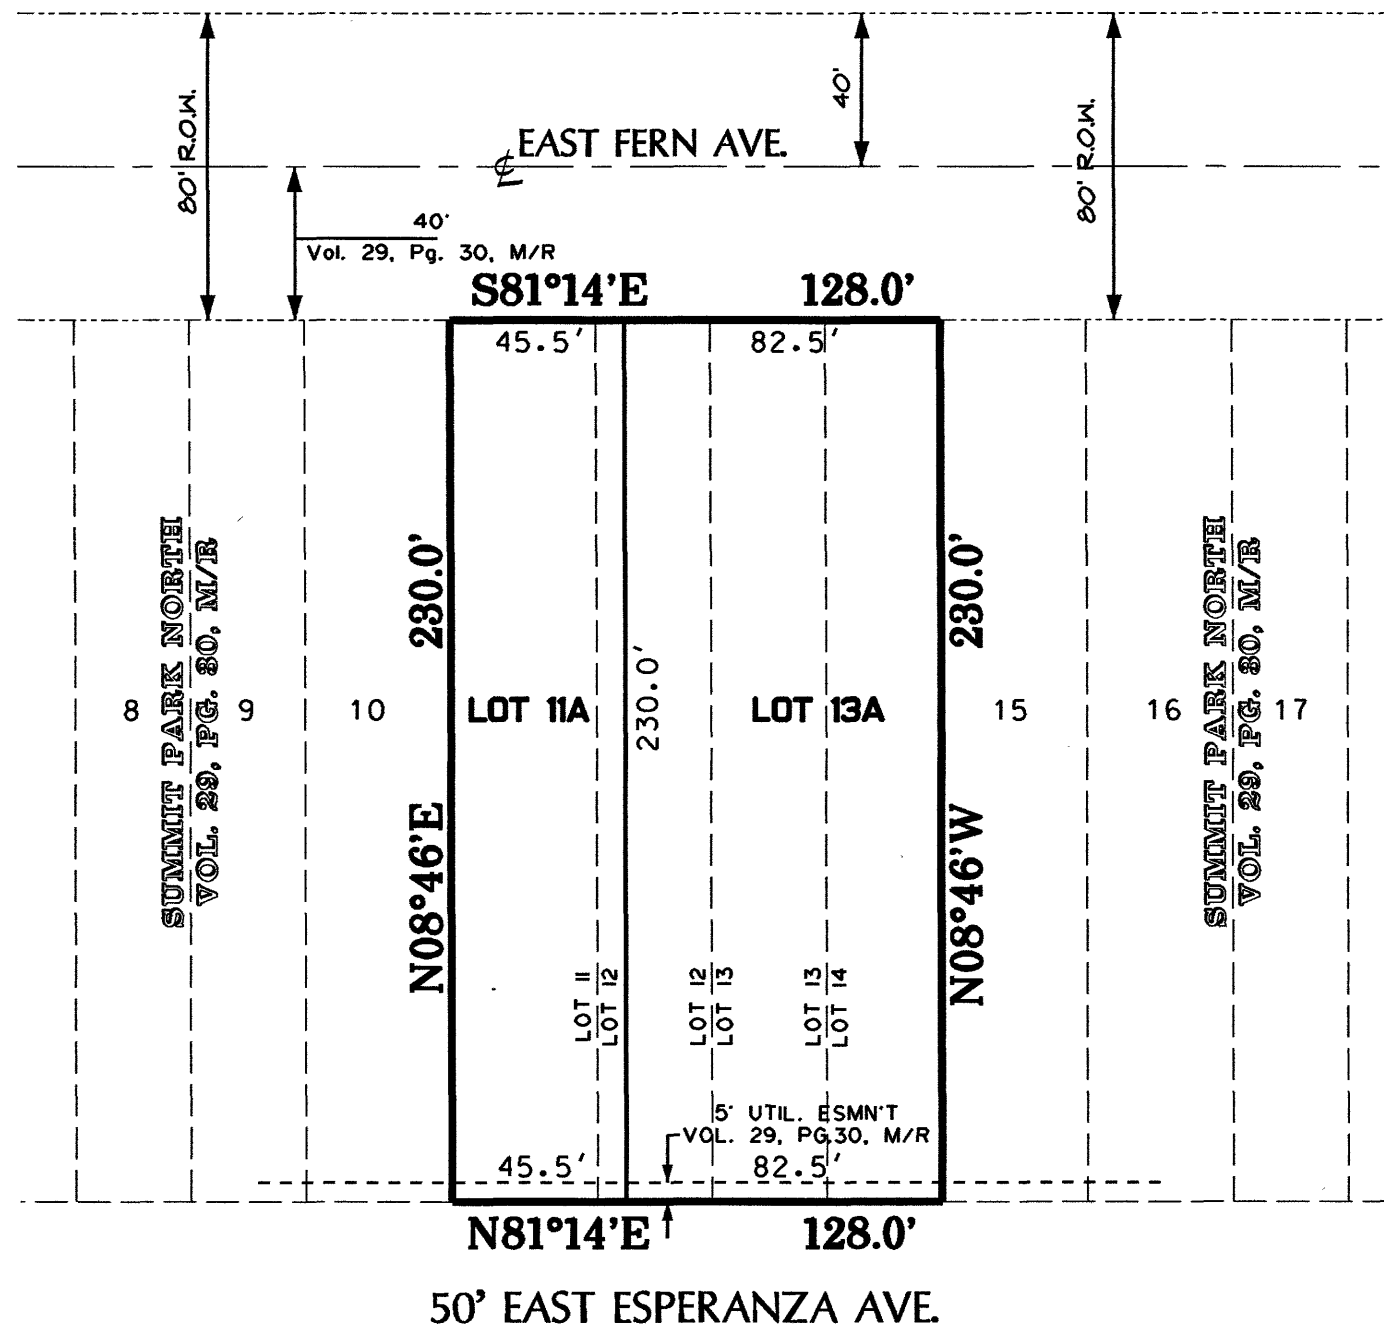 80' R.O.W.
40'
80' R.O.W.
℄ EAST FERN AVE.
40'
Vol. 29, Pg. 30, M/R
S81°14'E 128.0'
45.5' 82.5'
230.0'
N08°46'E
230.0'
230.0'
N08°46'W
SUMMIT PARK NORTH
VOL. 29, PG. 30, M/R
SUMMIT PARK NORTH
VOL. 29, PG. 30, M/R
8 9 10 LOT 11A LOT 13A 15 16 17
LOT 11
LOT 12
LOT 12
LOT 13
LOT 13
LOT 14
5' UTIL. ESMN'T
VOL. 29, PG.30, M/R
45.5' 82.5'
N81°14'E 128.0'
50' EAST ESPERANZA AVE.